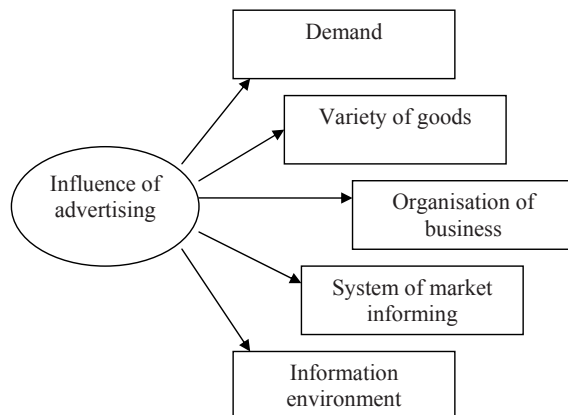 Demand
Variety of goods
Influence of
advertising
Organisation of
business
System of market
informing
Information
environment